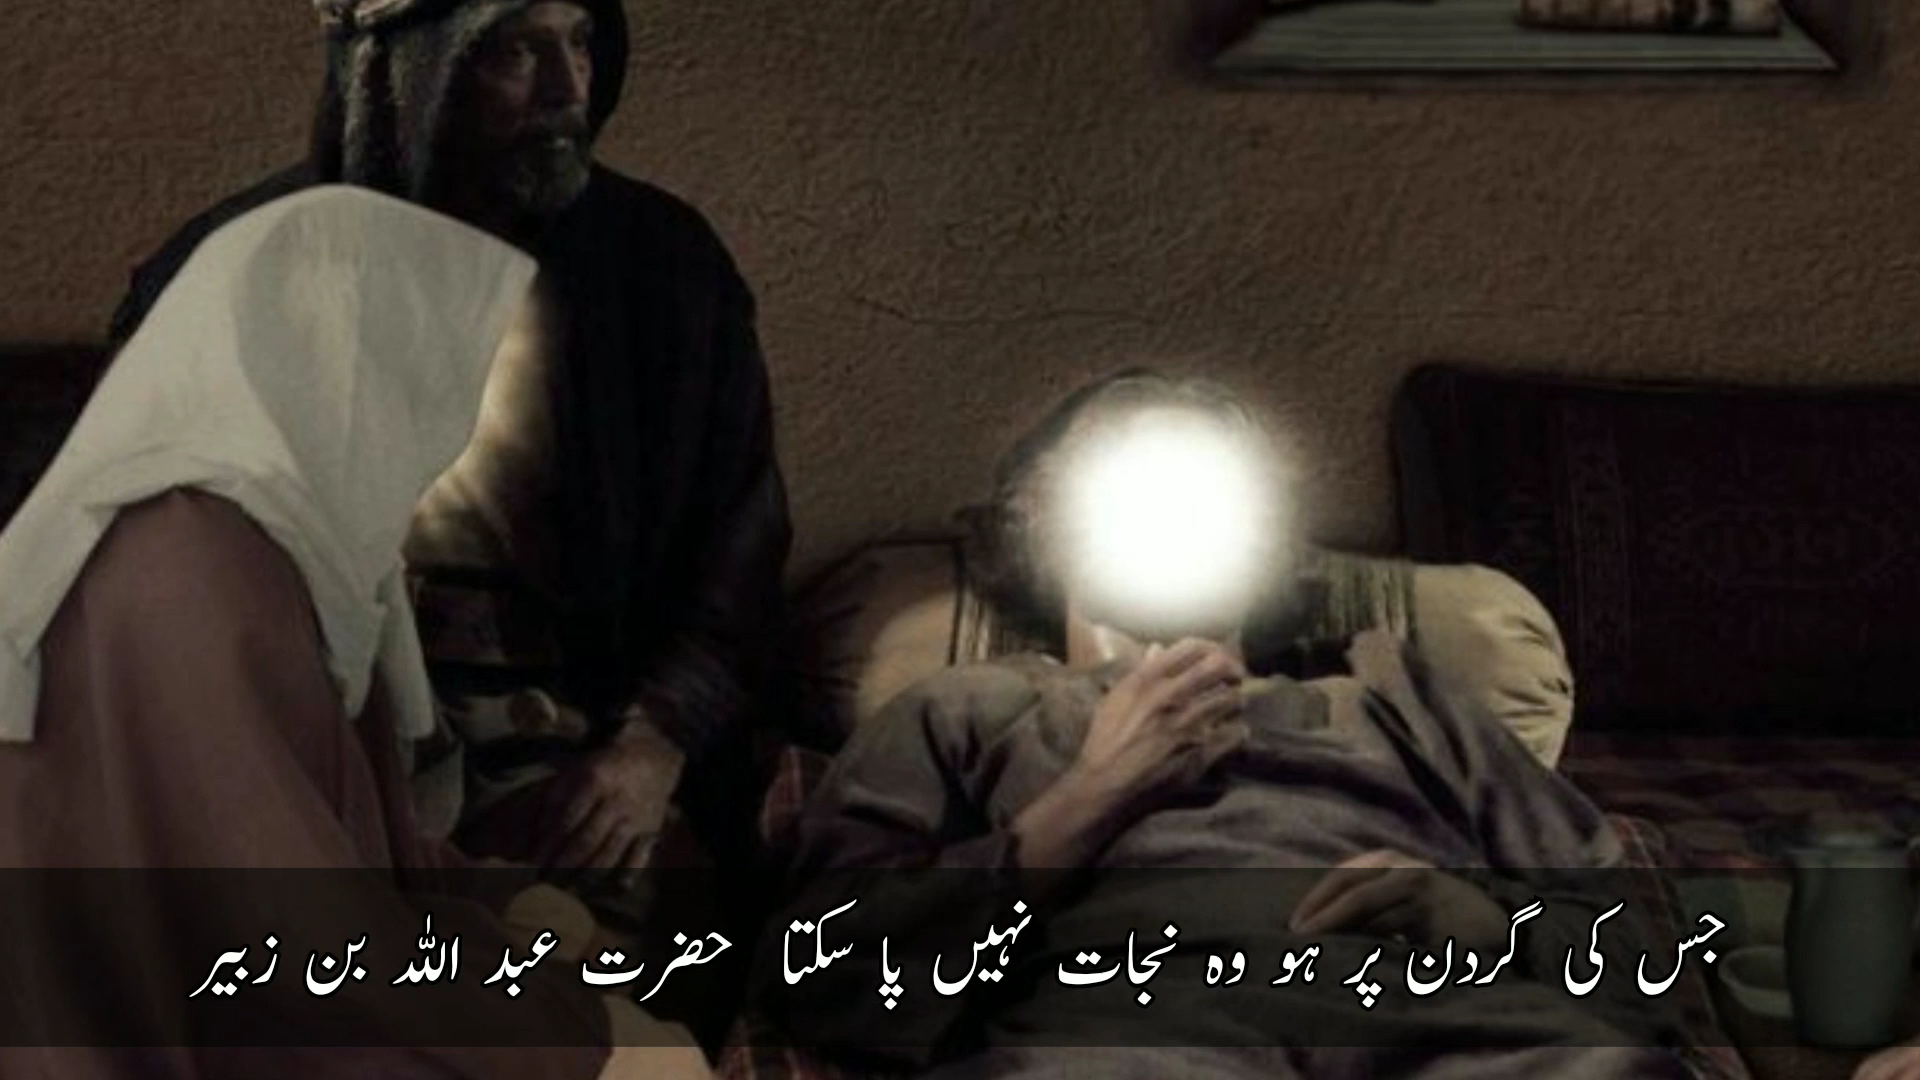 جس کی گردن پر ہو وہ نجات نہیں پا سکتا حضرت عبد اللہ بن زبیر